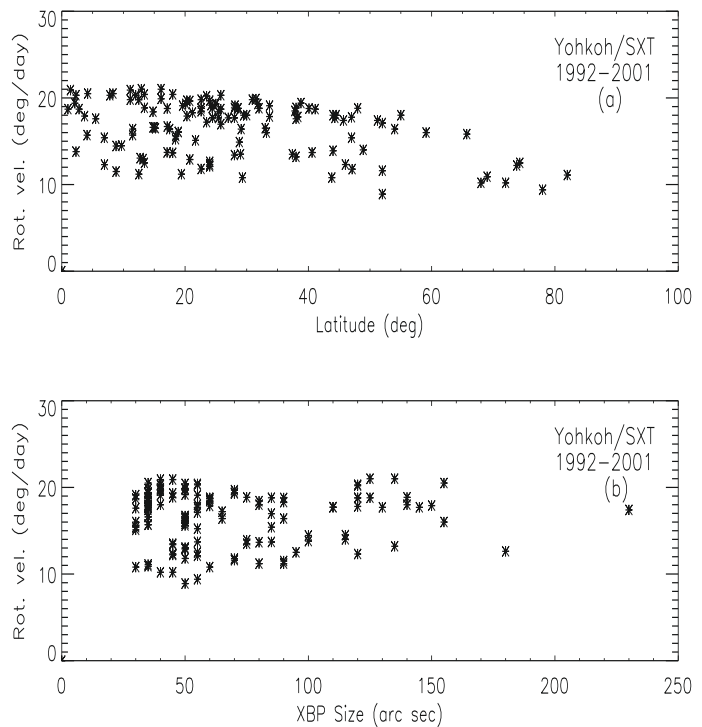 30
20
10
0
Rot. vel. (deg/day)
Yohkoh/SXT
1992-2001
(a)
0 20 40 60 80 100
Latitude (deg)
30
20
10
0
Rot. vel. (deg/day)
Yohkoh/SXT
1992-2001
(b)
0 50 100 150 200 250
XBP Size (arc sec)